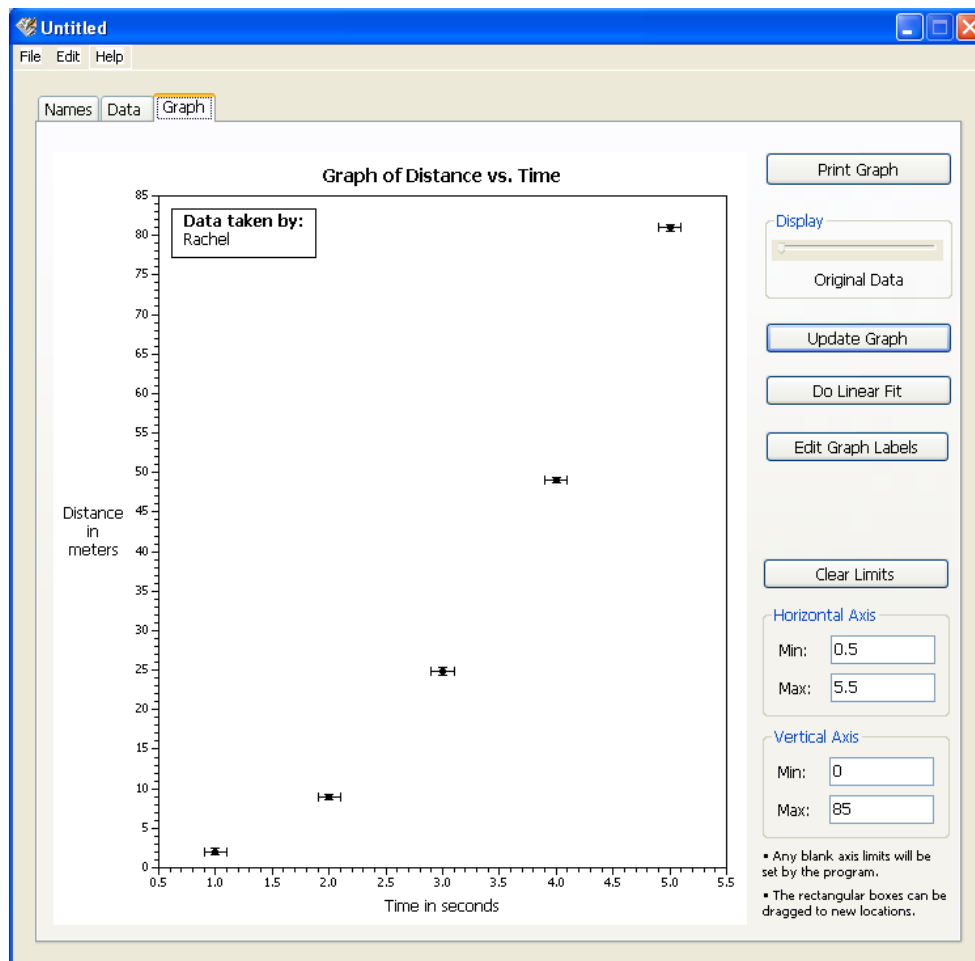 Untitled
File Edit Help
Names Data Graph
Graph of Distance vs. Time
Data taken by:
Rachel
85
80
75
70
65
60
55
50
45
40
35
30
25
20
15
10
5
0
Distance
in
meters
0.5 1.0 1.5 2.0 2.5 3.0 3.5 4.0 4.5 5.0 5.5
Time in seconds
Print Graph
Display
Original Data
Update Graph
Do Linear Fit
Edit Graph Labels
Clear Limits
Horizontal Axis
Min: 0.5
Max: 5.5
Vertical Axis
Min: 0
Max: 85
▪ Any blank axis limits will be
set by the program.
▪ The rectangular boxes can be
dragged to new locations.